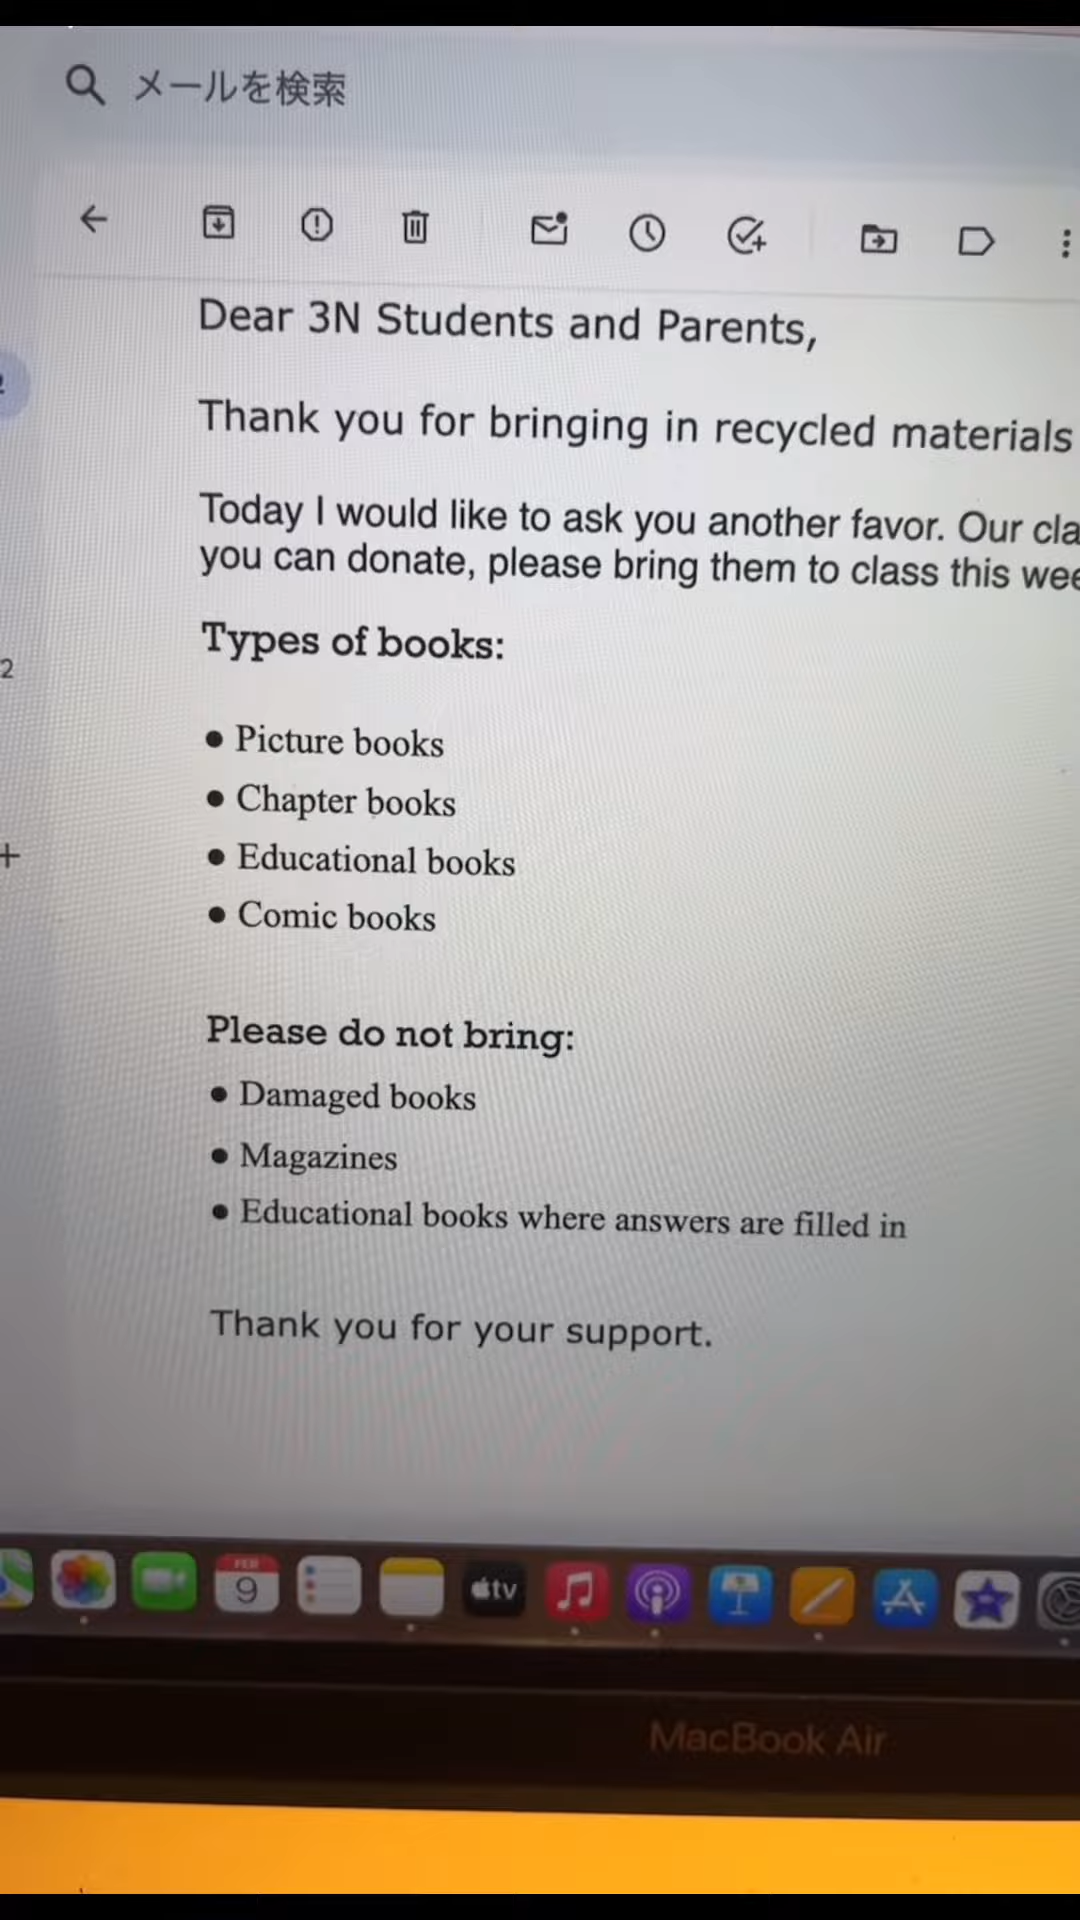 メールを検索
Dear 3N Students and Parents,
Thank you for bringing in recycled materials
Today I would like to ask you another favor. Our
you can donate, please bring them to class this
Types of books:
2
● Picture books
● Chapter books
● Educational books
● Comic books
Please do not bring:
● Damaged books
● Magazines
● Educational books where answers are filled in
Thank you for your support.
FEB
9
tv
MacBook Air